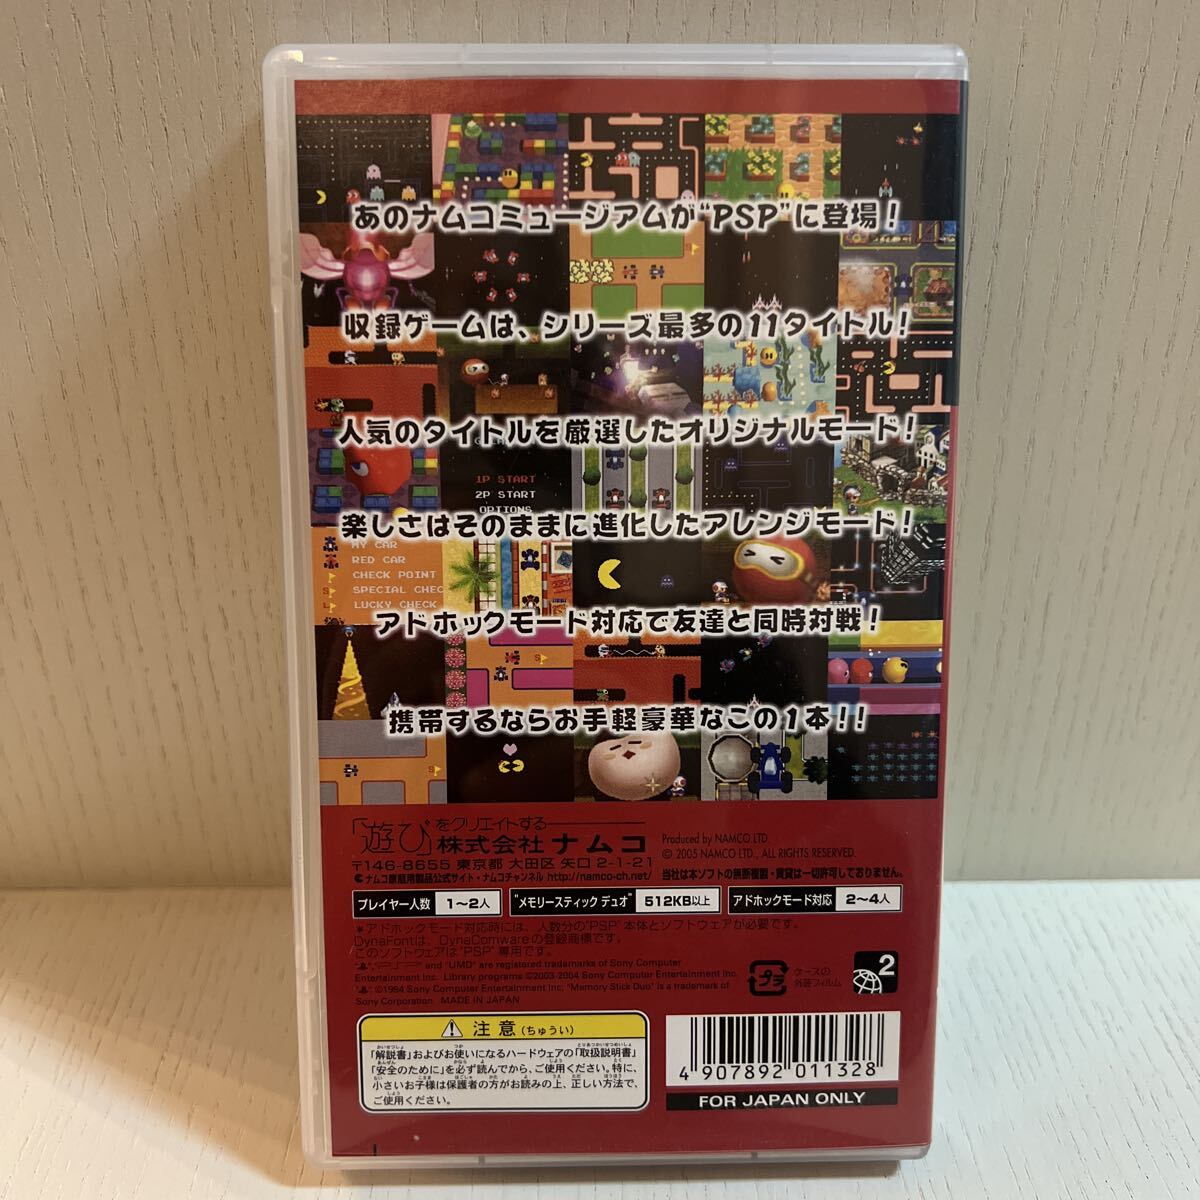 あのナムコミュージアムが"PSP"に登場!
収録ゲームは、シリーズ最多の11タイトル!
人気のタイトルを厳選したオリジナルモード!
1P START
2P START
OPTIONS
楽しさはそのままに進化したアレンジモード!
MY CAR
RED CAR
CHECK POINT
SPECIAL CHEC
LUCKY CHECK
アドホックモード対応で友達と同時対戦!
携帯するならお手軽豪華なこの1本!!
「遊び」をクリエイトする
株式会社ナムコ
〒146-8655 東京都 大田区 矢口 2-1-21
ナムコ家庭用製品公式サイト・ナムコチャンネル http://namco-ch.net/
Produced by NAMCO LTD.
© 2005 NAMCO LTD., ALL RIGHTS RESERVED.
当社は本ソフトの無断複製・賃貸は一切許可しておりません。
プレイヤー人数 1~2人
"メモリースティック デュオ" 512KB以上
アドホックモード対応 2~4人
*アドホックモード対応時には、人数分の"PSP"本体とソフトウェアが必要です。
DynaFontは、DynaComwareの登録商標です。
このソフトウェアは"PSP"専用です。
"PSP" and "UMD" are registered trademarks of Sony Computer
Entertainment Inc. Library programs ©2003-2004 Sony Computer Entertainment Inc.
©1994 Sony Computer Entertainment Inc. "Memory Stick Duo" is a trademark of
Sony Corporation. MADE IN JAPAN
プラ
ケースの
外装フィルム
2
注意(ちゅうい)
「解説書」およびお使いになるハードウェアの「取扱説明書」
「安全のために」を必ず読んでから、ご使用ください。特に、
小さいお子様は保護者の方がお読みの上、正しい方法で、
ご使用ください。
4 907892 011328
FOR JAPAN ONLY